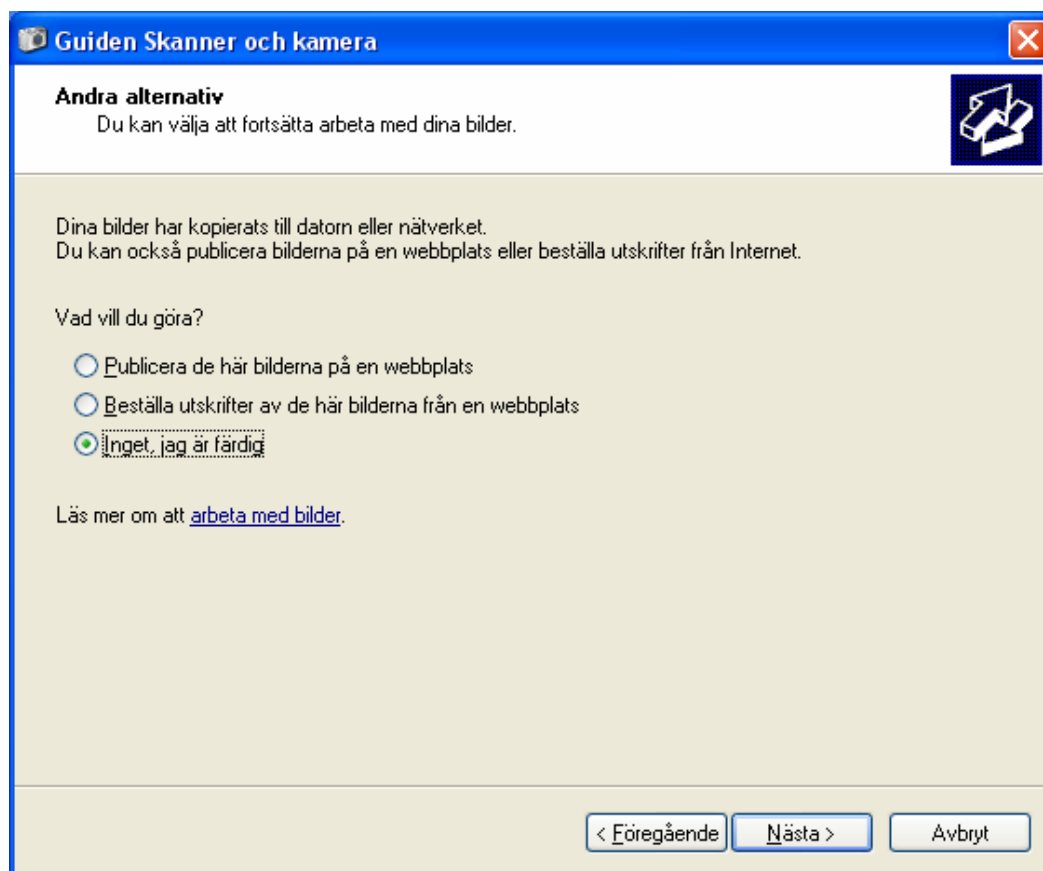 Guiden Skanner och kamera
Andra alternativ
Du kan välja att fortsätta arbeta med dina bilder.
Dina bilder har kopierats till datorn eller nätverket.
Du kan också publicera bilderna på en webbplats eller beställa utskrifter från Internet.
Vad vill du göra?
Publicera de här bilderna på en webbplats
Beställa utskrifter av de här bilderna från en webbplats
Inget, jag är färdig
Läs mer om att arbeta med bilder.
< Föregående
Nästa >
Avbryt